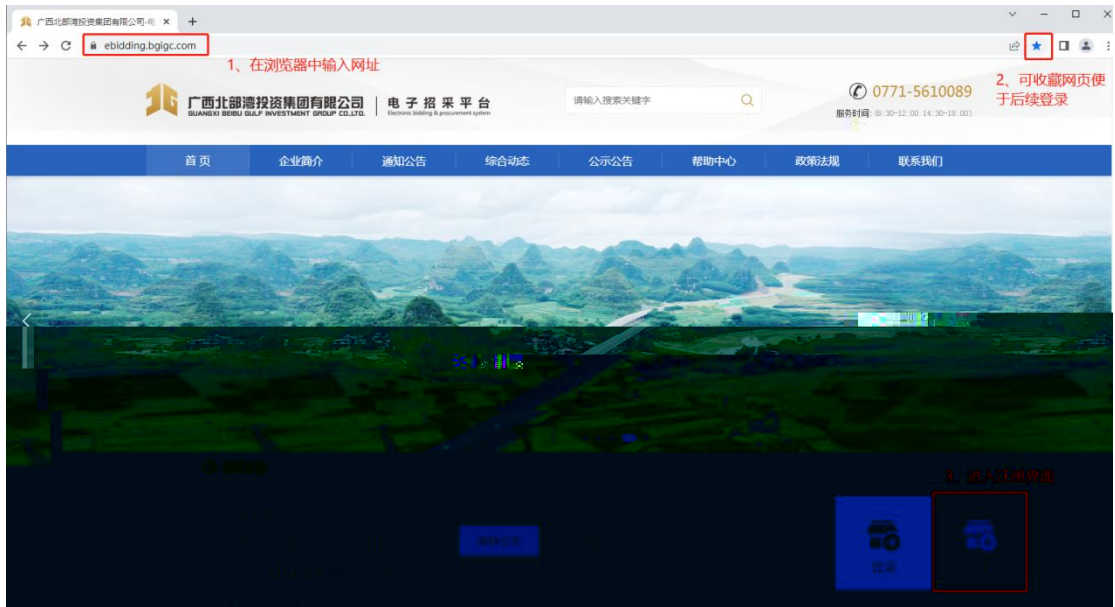 广西北部湾投资集团有限公司-电
ebidding.bgigc.com
1、在浏览器中输入网址
2、可收藏网页便
于后续登录
广西北部湾投资集团有限公司
GUANGXI BEIBU GULF INVESTMENT GROUP CO.,LTD.
电子招采平台
Electronic bidding & procurement system
请输入搜索关键字
0771-5610089
服务时间:(8:30-12:00 14:30-18:00)
首页 企业简介 通知公告 综合动态 公示公告 帮助中心 政策法规 联系我们
登录